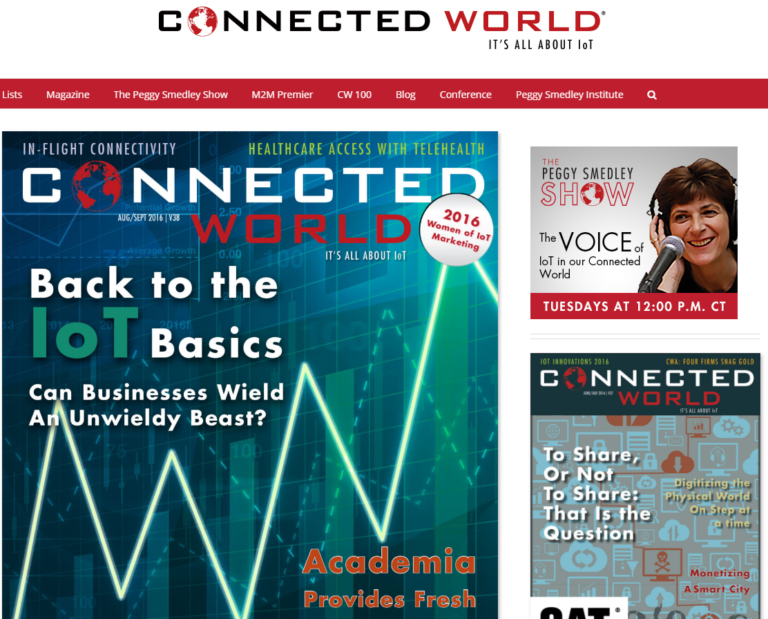 CONNECTED WORLD®
IT'S ALL ABOUT IoT
Lists Magazine The Peggy Smedley Show M2M Premier CW 100 Blog Conference Peggy Smedley Institute
IN-FLIGHT CONNECTIVITY HEALTHCARE ACCESS WITH TELEHEALTH
CONNECTED
AUG/SEPT 2016 | V38
WORLD
IT'S ALL ABOUT IoT
2016
Women of IoT
Marketing
Back to the
IoT Basics
Can Businesses Wield
An Unwieldy Beast?
Academia
Provides Fresh
THE
PEGGY SMEDLEY
SHOW
The VOICE of
IoT in our Connected
World
TUESDAYS AT 12:00 P.M. CT
IOT INNOVATIONS 2016 CWA: FOUR FIRMS SNAG GOLD
CONNECTED
WORLD
IT'S ALL ABOUT IoT
To Share,
Or Not
To Share:
That Is the
Question
Digitizing the
Physical World
On Step at
a time
Monetizing
A Smart City